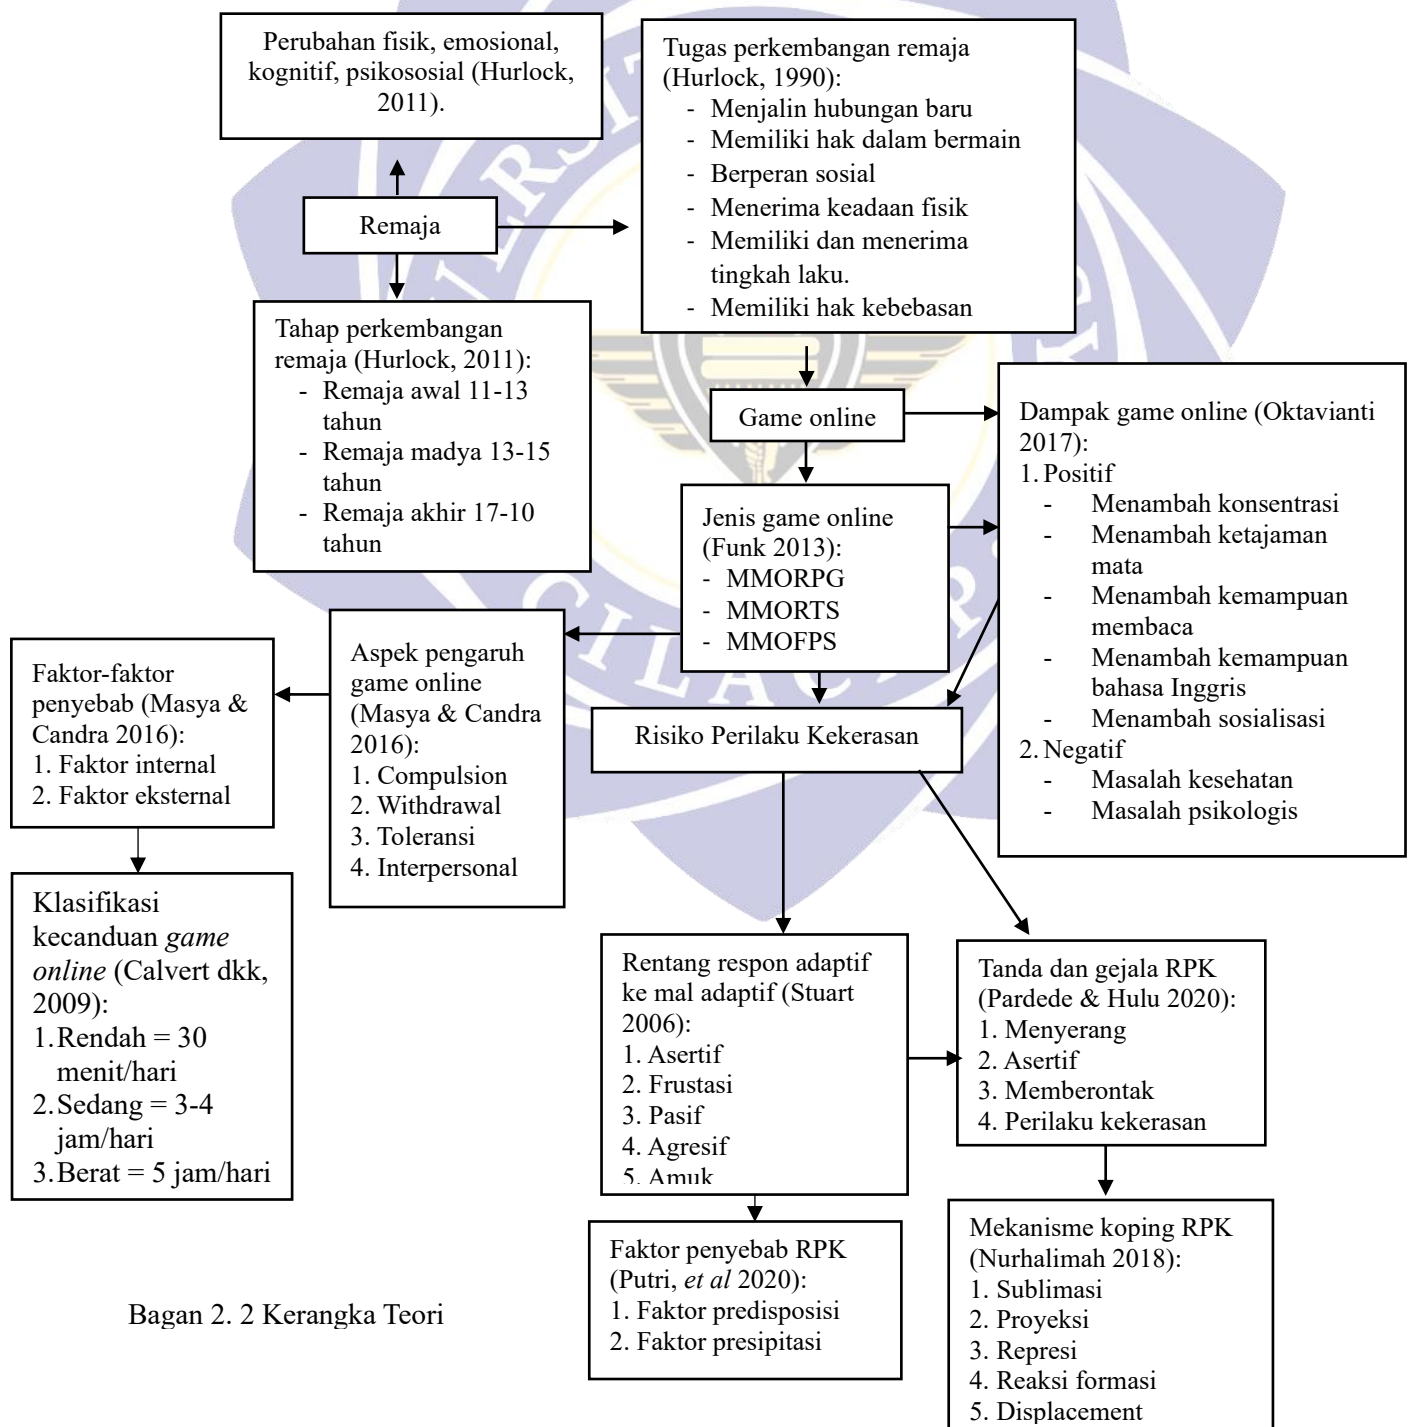 Perubahan fisik, emosional,
kognitif, psikososial (Hurlock,
2011).
Tugas perkembangan remaja
(Hurlock, 1990):
- Menjalin hubungan baru
- Memiliki hak dalam bermain
- Berperan sosial
- Menerima keadaan fisik
- Memiliki dan menerima
tingkah laku.
- Memiliki hak kebebasan
Remaja
Tahap perkembangan
remaja (Hurlock, 2011):
- Remaja awal 11-13
tahun
- Remaja madya 13-15
tahun
- Remaja akhir 17-10
tahun
Game online
Dampak game online (Oktavianti
2017):
1. Positif
- Menambah konsentrasi
- Menambah ketajaman
mata
- Menambah kemampuan
membaca
- Menambah kemampuan
bahasa Inggris
- Menambah sosialisasi
2. Negatif
- Masalah kesehatan
- Masalah psikologis
Jenis game online
(Funk 2013):
- MMORPG
- MMORTS
- MMOFPS
Aspek pengaruh
game online
(Masya & Candra
2016):
1. Compulsion
2. Withdrawal
3. Toleransi
4. Interpersonal
Faktor-faktor
penyebab (Masya &
Candra 2016):
1. Faktor internal
2. Faktor eksternal
Risiko Perilaku Kekerasan
Klasifikasi
kecanduan game
online (Calvert dkk,
2009):
1. Rendah = 30
menit/hari
2. Sedang = 3-4
jam/hari
3. Berat = 5 jam/hari
Rentang respon adaptif
ke mal adaptif (Stuart
2006):
1. Asertif
2. Frustasi
3. Pasif
4. Agresif
5. Amuk
Tanda dan gejala RPK
(Pardede & Hulu 2020):
1. Menyerang
2. Asertif
3. Memberontak
4. Perilaku kekerasan
Faktor penyebab RPK
(Putri, et al 2020):
1. Faktor predisposisi
2. Faktor presipitasi
Mekanisme koping RPK
(Nurhalimah 2018):
1. Sublimasi
2. Proyeksi
3. Represi
4. Reaksi formasi
5. Displacement
Bagan 2. 2 Kerangka Teori
CILACAP